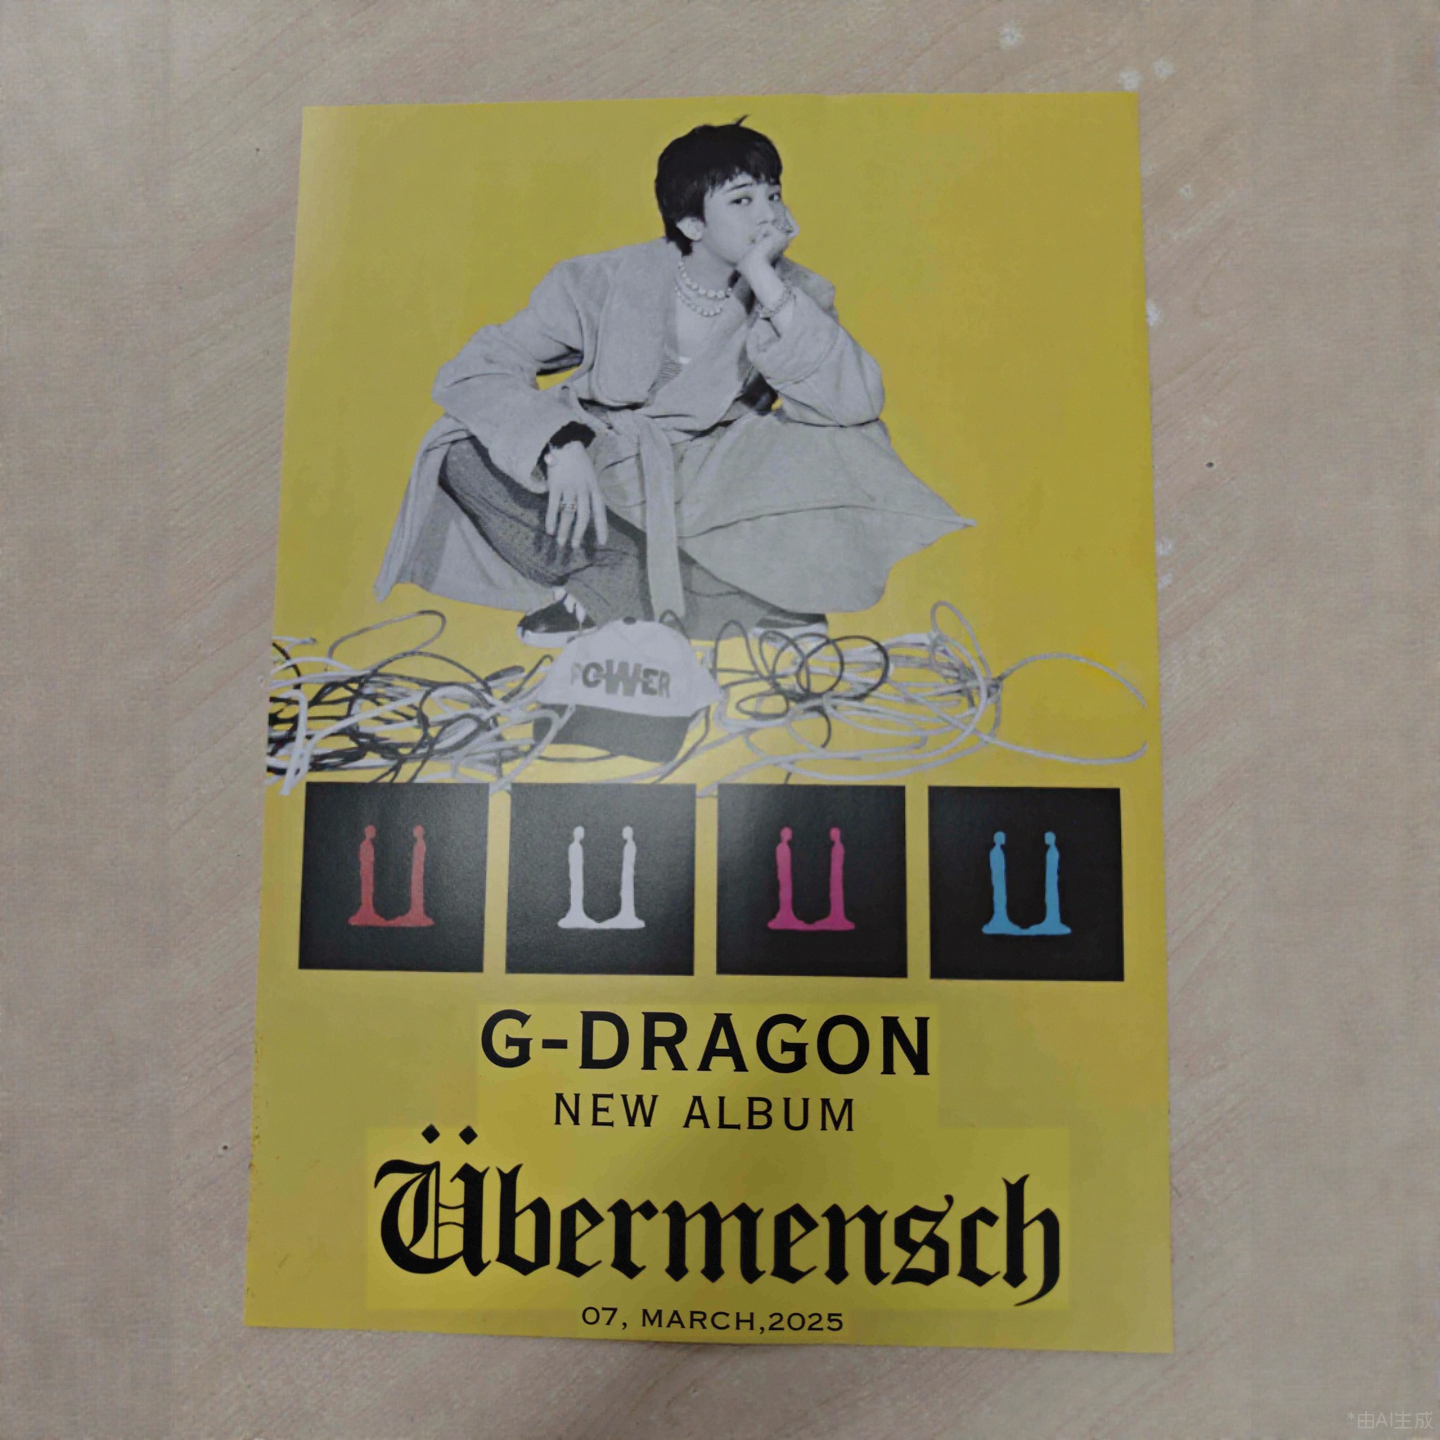 POWER
G-DRAGON
NEW ALBUM
Übermensch
07, MARCH,2025
*由AI生成